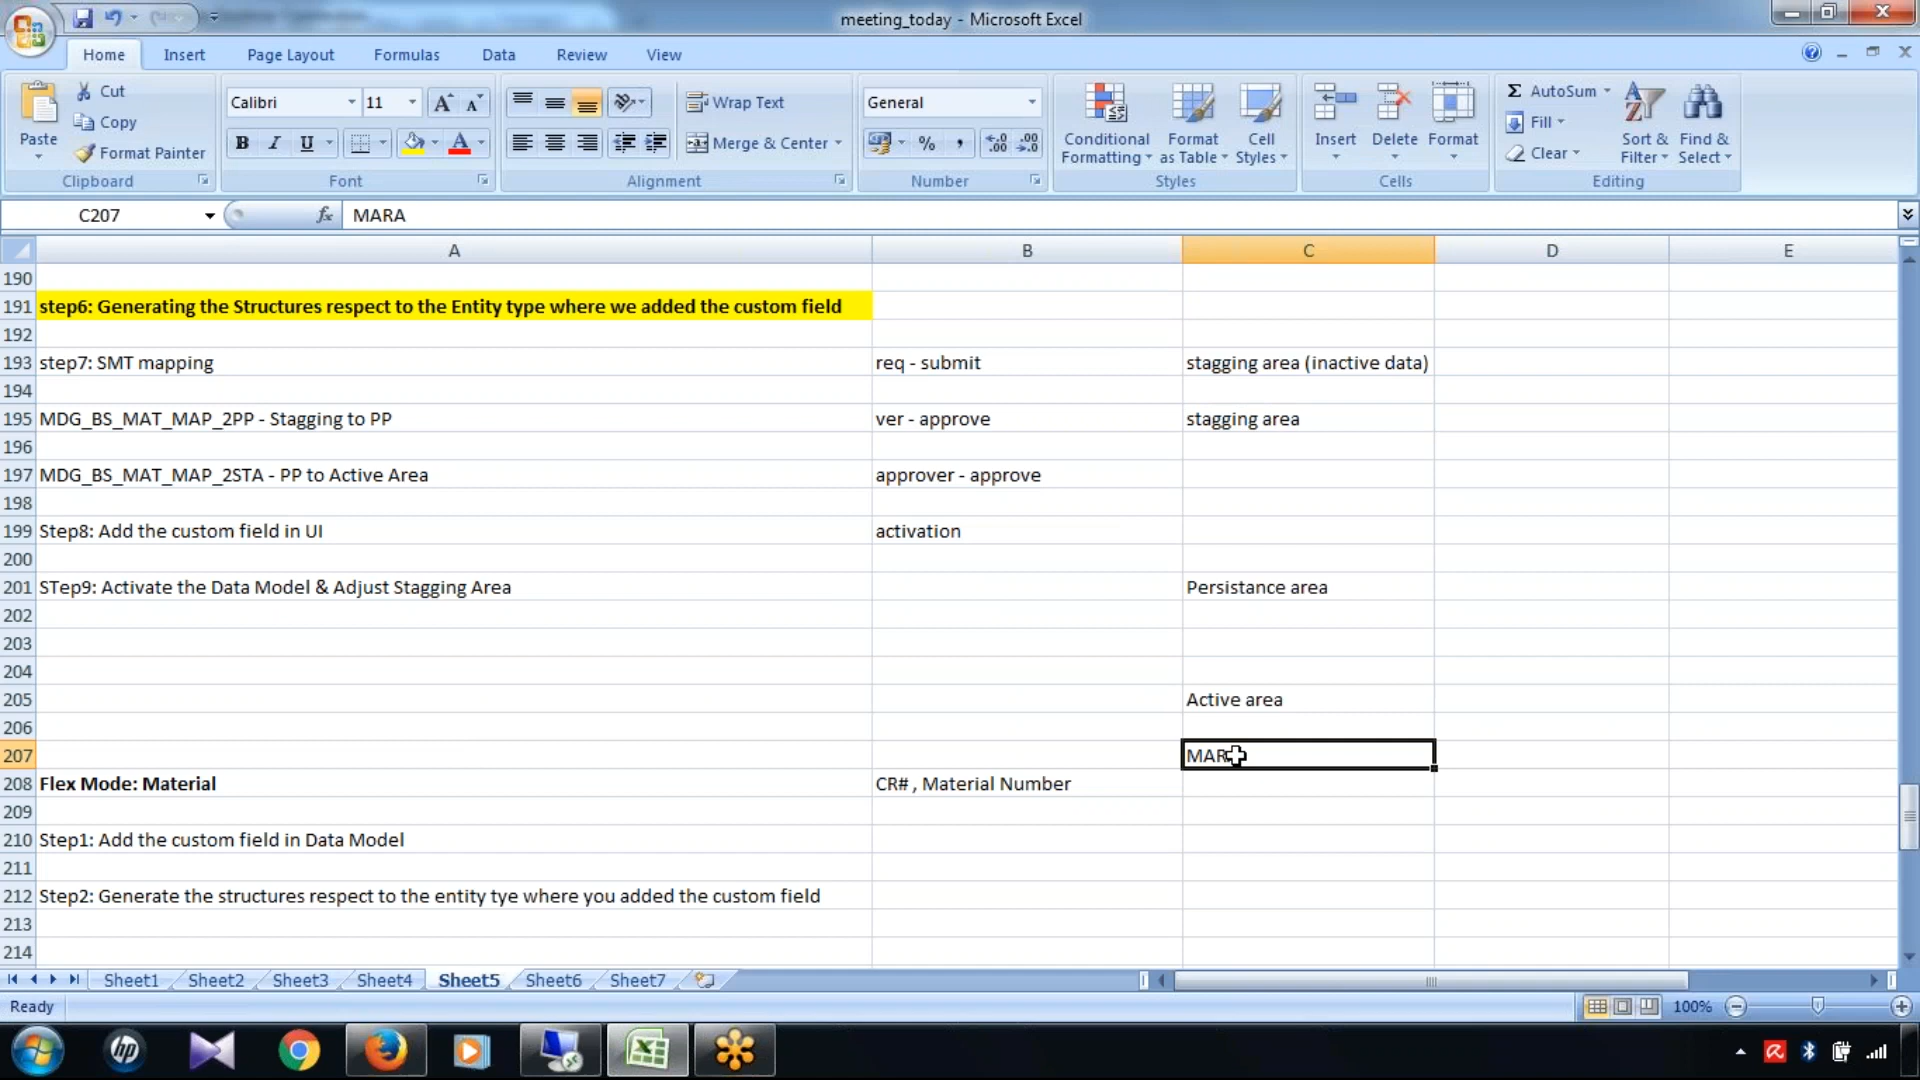 meeting_today - Microsoft Excel
Home Insert Page Layout Formulas Data Review View
Paste
Cut
Copy
Format Painter
Clipboard
Calibri 11
B I U
Font
Wrap Text
Merge & Center
Alignment
General
Number
Conditional Formatting
Format as Table
Cell Styles
Styles
Insert Delete Format
Cells
AutoSum
Fill
Clear
Sort & Filter
Find & Select
Editing
C207 fx MARA
A B C D E
190
191 step6: Generating the Structures respect to the Entity type where we added the custom field
192
193 step7: SMT mapping req - submit stagging area (inactive data)
194
195 MDG_BS_MAT_MAP_2PP - Stagging to PP ver - approve stagging area
196
197 MDG_BS_MAT_MAP_2STA - PP to Active Area approver - approve
198
199 Step8: Add the custom field in UI activation
200
201 STep9: Activate the Data Model & Adjust Stagging Area Persistance area
202
203
204
205 Active area
206
207 MARA
208 Flex Mode: Material CR# , Material Number
209
210 Step1: Add the custom field in Data Model
211
212 Step2: Generate the structures respect to the entity tye where you added the custom field
213
214
Sheet1 Sheet2 Sheet3 Sheet4 Sheet5 Sheet6 Sheet7
Ready 100%
hp